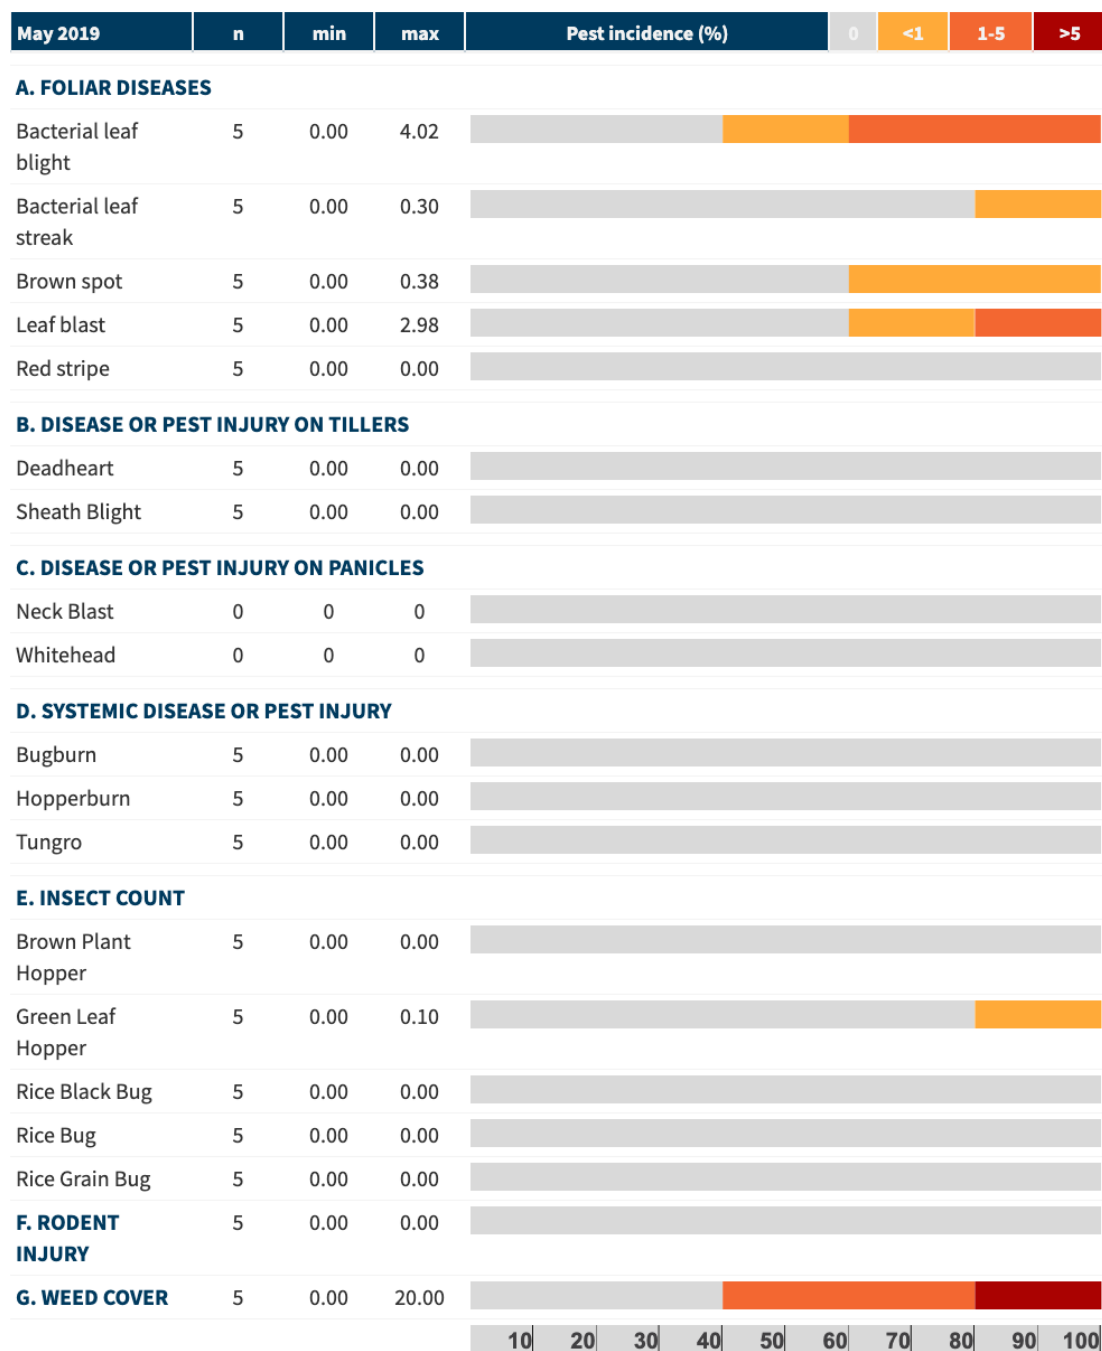 May 2019 n min max Pest incidence (%) 0 <1 1-5 >5
A. FOLIAR DISEASES
Bacterial leaf 5 0.00 4.02
blight
Bacterial leaf 5 0.00 0.30
streak
Brown spot 5 0.00 0.38
Leaf blast 5 0.00 2.98
Red stripe 5 0.00 0.00
B. DISEASE OR PEST INJURY ON TILLERS
Deadheart 5 0.00 0.00
Sheath Blight 5 0.00 0.00
C. DISEASE OR PEST INJURY ON PANICLES
Neck Blast 0 0 0
Whitehead 0 0 0
D. SYSTEMIC DISEASE OR PEST INJURY
Bugburn 5 0.00 0.00
Hopperburn 5 0.00 0.00
Tungro 5 0.00 0.00
E. INSECT COUNT
Brown Plant 5 0.00 0.00
Hopper
Green Leaf 5 0.00 0.10
Hopper
Rice Black Bug 5 0.00 0.00
Rice Bug 5 0.00 0.00
Rice Grain Bug 5 0.00 0.00
F. RODENT 5 0.00 0.00
INJURY
G. WEED COVER 5 0.00 20.00
10 20 30 40 50 60 70 80 90 100